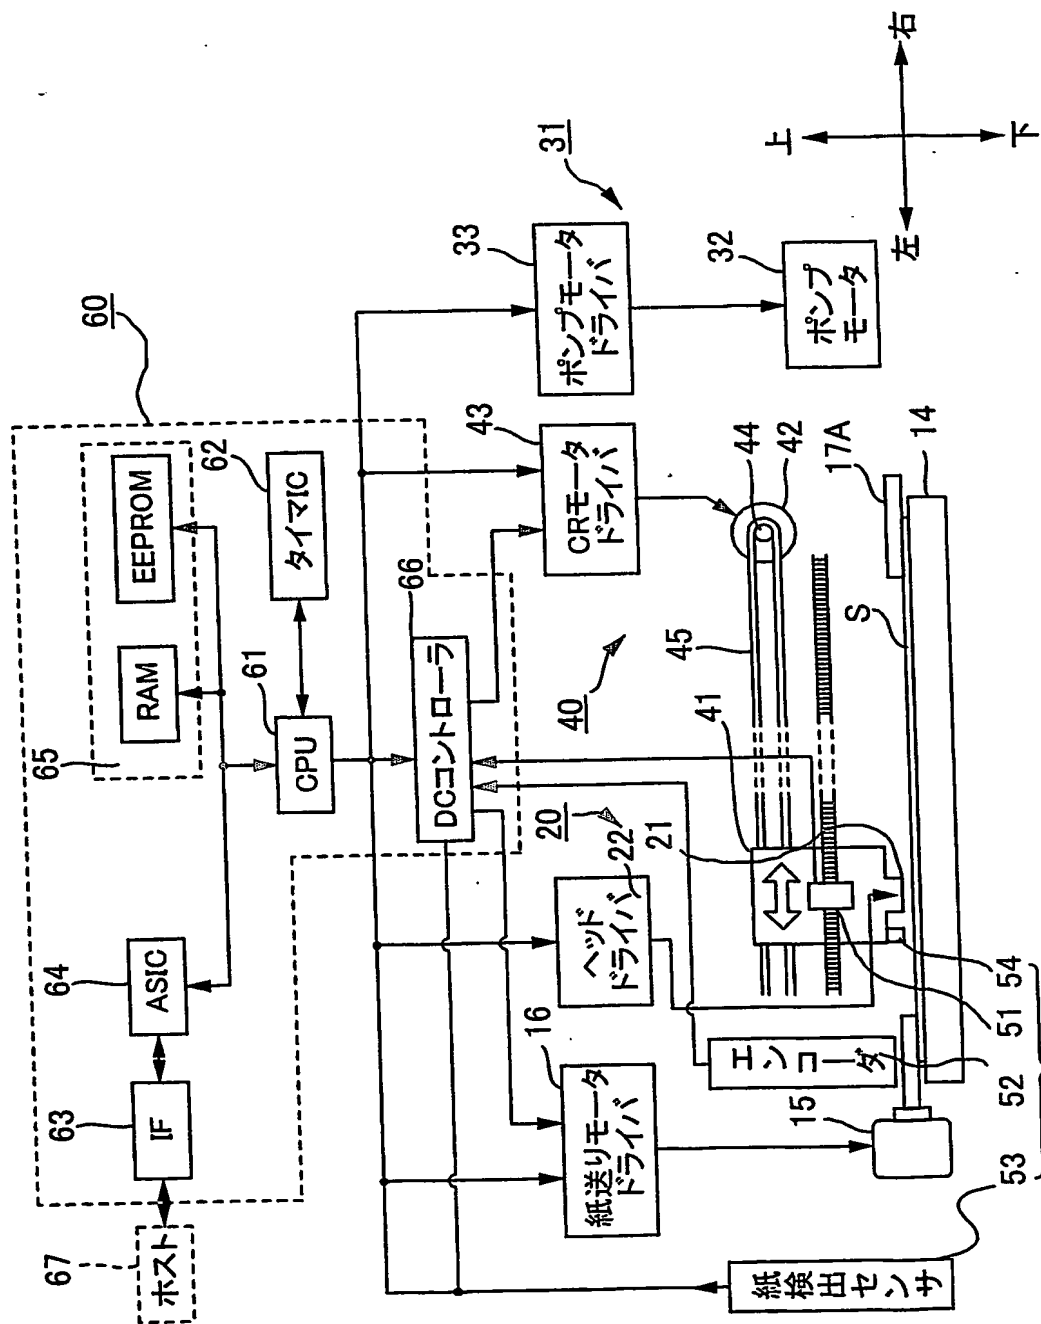 67
ホスト
63
IF
64
ASIC
65
RAM
EEPROM
60
61
CPU
62
タイマIC
66
DCコントローラ
16
紙送りモータ
ドライバ
ヘッド
ドライバ
22
20
43
CRモータ
ドライバ
33
ポンプモータ
ドライバ
31
40
32
ポンプ
モータ
紙検出センサ
53
15
エンコーダ
52
51
54
21
41
45
44
42
17A
14
S
上
下
左
右